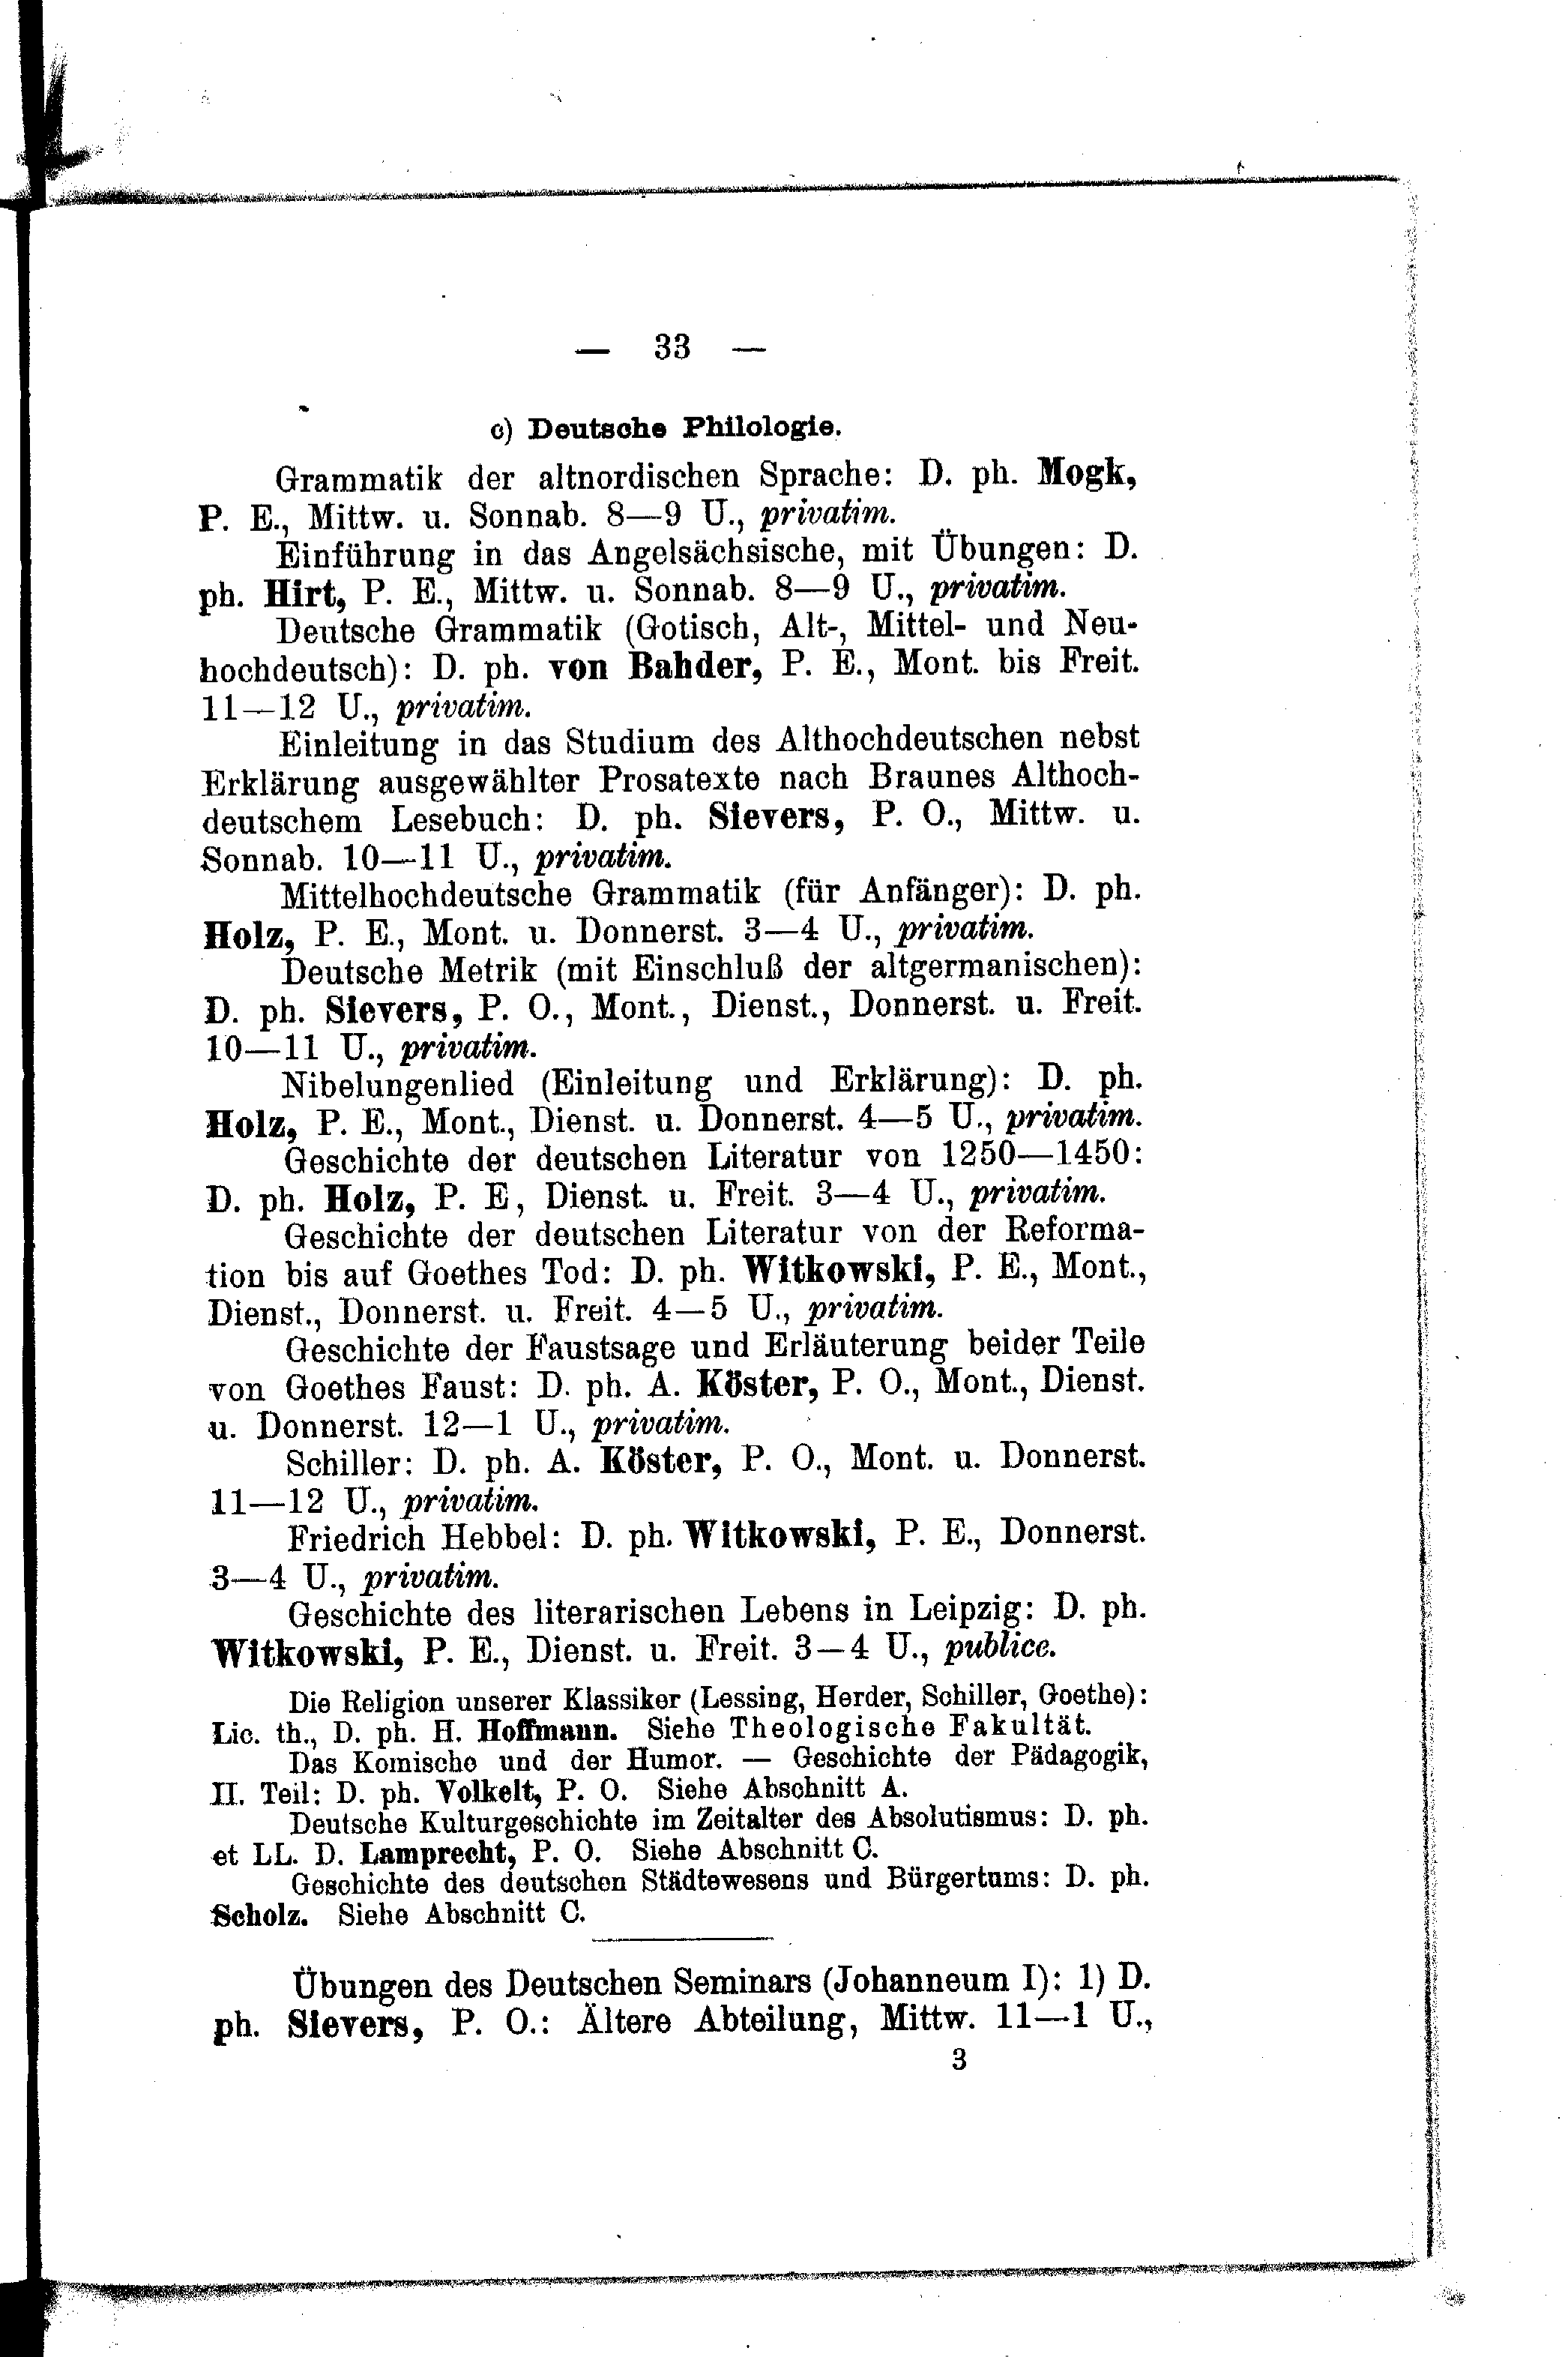 — 33 —
c) Deutsche Philologie.
Grammatik der altnordischen Sprache: D. ph. Mogk,
P. E., Mittw. u. Sonnab. 8—9 U., privatim.
Einführung in das Angelsächsische, mit Übungen: D.
ph. Hirt, P. E., Mittw. u. Sonnab. 8—9 U., privatim.
Deutsche Grammatik (Gotisch, Alt-, Mittel- und Neu-
hochdeutsch): D. ph. von Bahder, P. E., Mont. bis Freit.
11—12 U., privatim.
Einleitung in das Studium des Althochdeutschen nebst
Erklärung ausgewählter Prosatexte nach Braunes Althoch-
deutschem Lesebuch: D. ph. Sievers, P. O., Mittw. u.
Sonnab. 10—11 U., privatim.
Mittelhochdeutsche Grammatik (für Anfänger): D. ph.
Holz, P. E., Mont. u. Donnerst. 3—4 U., privatim.
Deutsche Metrik (mit Einschluß der altgermanischen):
D. ph. Sievers, P. O., Mont., Dienst., Donnerst. u. Freit.
10—11 U., privatim.
Nibelungenlied (Einleitung und Erklärung): D. ph.
Holz, P. E., Mont., Dienst. u. Donnerst. 4—5 U., privatim.
Geschichte der deutschen Literatur von 1250—1450:
D. ph. Holz, P. E, Dienst. u. Freit. 3—4 U., privatim.
Geschichte der deutschen Literatur von der Reforma-
tion bis auf Goethes Tod: D. ph. Witkowski, P. E., Mont.,
Dienst., Donnerst. u. Freit. 4—5 U., privatim.
Geschichte der Faustsage und Erläuterung beider Teile
von Goethes Faust: D. ph. A. Köster, P. O., Mont., Dienst.
u. Donnerst. 12—1 U., privatim.
Schiller: D. ph. A. Köster, P. O., Mont. u. Donnerst.
11—12 U., privatim.
Friedrich Hebbel: D. ph. Witkowski, P. E., Donnerst.
3—4 U., privatim.
Geschichte des literarischen Lebens in Leipzig: D. ph.
Witkowski, P. E., Dienst. u. Freit. 3—4 U., publice.
Die Religion unserer Klassiker (Lessing, Herder, Schiller, Goethe):
Lic. th., D. ph. H. Hoffmann. Siehe Theologische Fakultät.
Das Komische und der Humor. — Geschichte der Pädagogik,
II. Teil: D. ph. Volkelt, P. O. Siehe Abschnitt A.
Deutsche Kulturgeschichte im Zeitalter des Absolutismus: D. ph.
et LL. D. Lamprecht, P. O. Siehe Abschnitt C.
Geschichte des deutschen Städtewesens und Bürgertums: D. ph.
Scholz. Siehe Abschnitt C.
Übungen des Deutschen Seminars (Johanneum I): 1) D.
ph. Sievers, P. O.: Ältere Abteilung, Mittw. 11—1 U.,
3